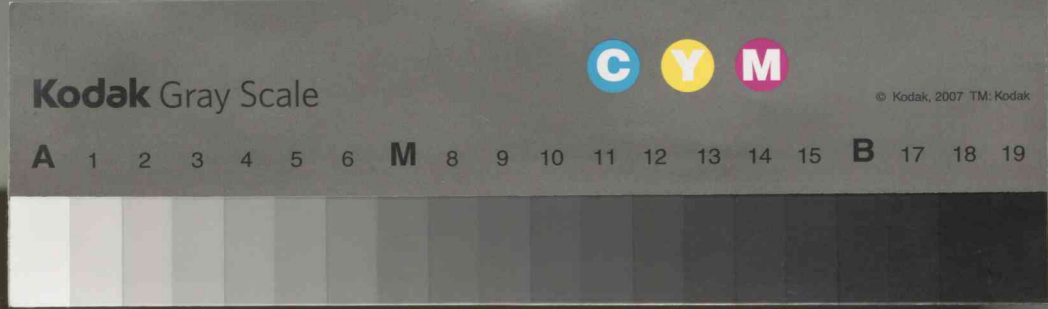 C Y M
Kodak Gray Scale
© Kodak, 2007 TM: Kodak
A 1 2 3 4 5 6 M 8 9 10 11 12 13 14 15 B 17 18 19